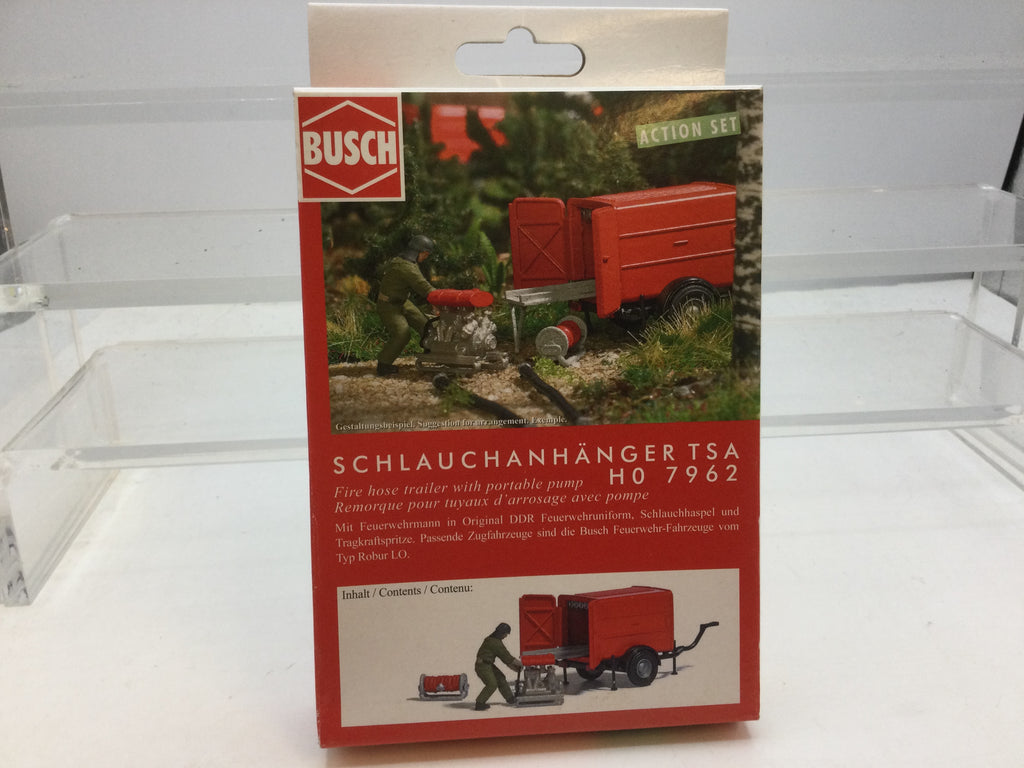 BUSCH
ACTION SET
Gestaltungsbeispiel. Suggestion for arrangement. Exemple.
SCHLAUCHANHÄNGER TSA
H0 7962
Fire hose trailer with portable pump
Remorque pour tuyaux d'arrosage avec pompe
Mit Feuerwehrmann in Original DDR Feuerwehruniform, Schlauchhaspel und
Tragkraftspritze. Passende Zugfahrzeuge sind die Busch Feuerwehr-Fahrzeuge vom
Typ Robur LO.
Inhalt / Contents / Contenu: